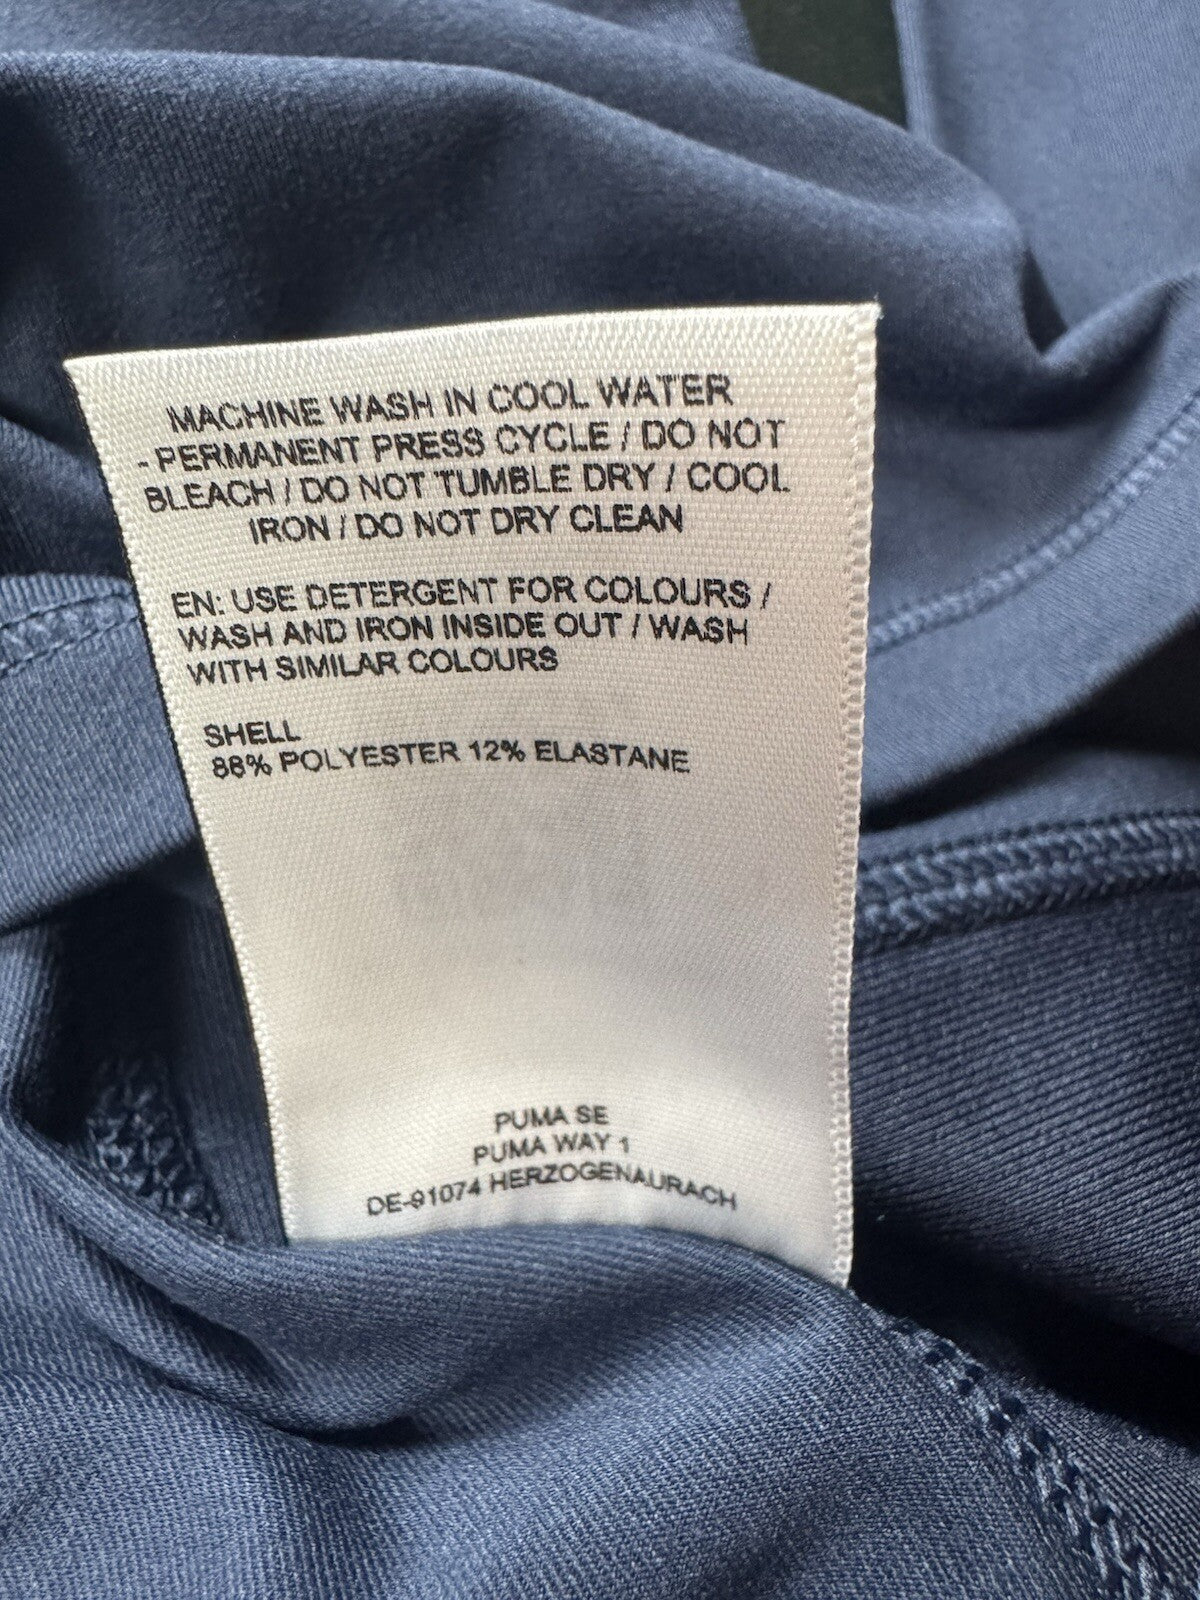 MACHINE WASH IN COOL WATER
- PERMANENT PRESS CYCLE / DO NOT
BLEACH / DO NOT TUMBLE DRY / COOL
IRON / DO NOT DRY CLEAN
EN: USE DETERGENT FOR COLOURS /
WASH AND IRON INSIDE OUT / WASH
WITH SIMILAR COLOURS
SHELL
88% POLYESTER 12% ELASTANE
PUMA SE
PUMA WAY 1
DE-91074 HERZOGENAURACH